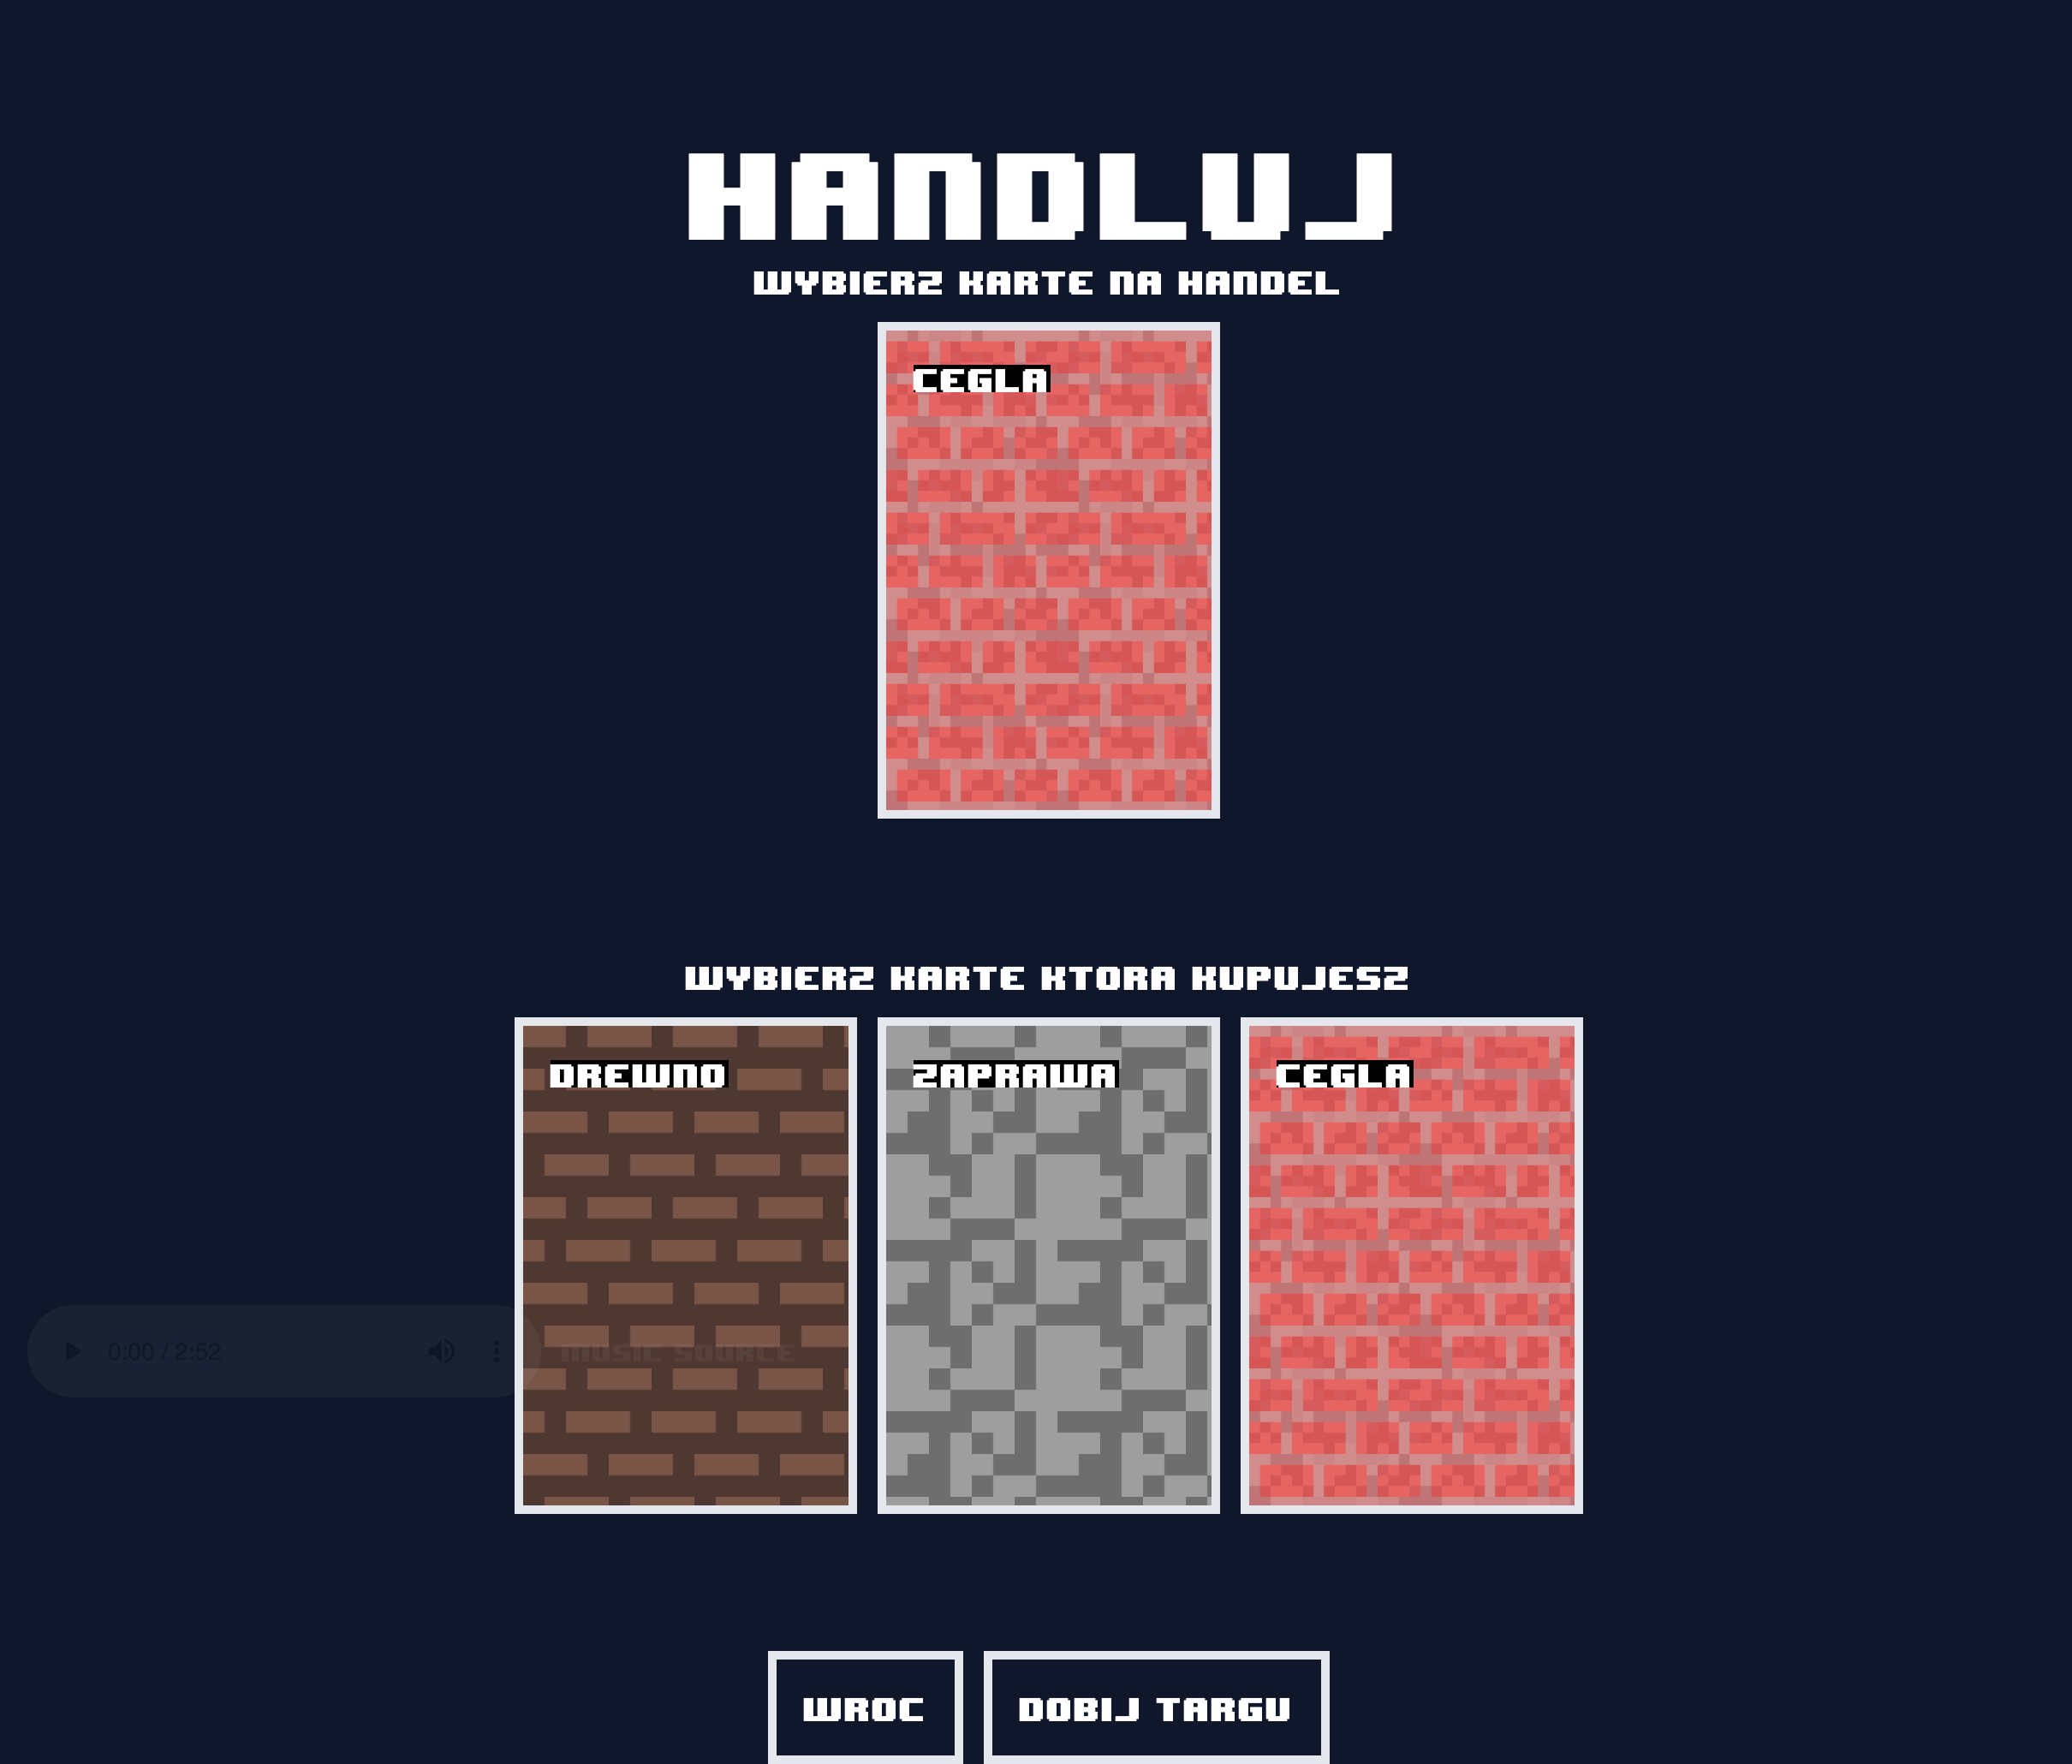 HANDLUJ
WYBIERZ KARTE NA HANDEL
CEGLA
WYBIERZ KARTE KTORA KUPUJESZ
DREWNO
ZAPRAWA
CEGLA
0:00 / 2:52
MUSIC SOURCE
WROC
DOBIJ TARGU